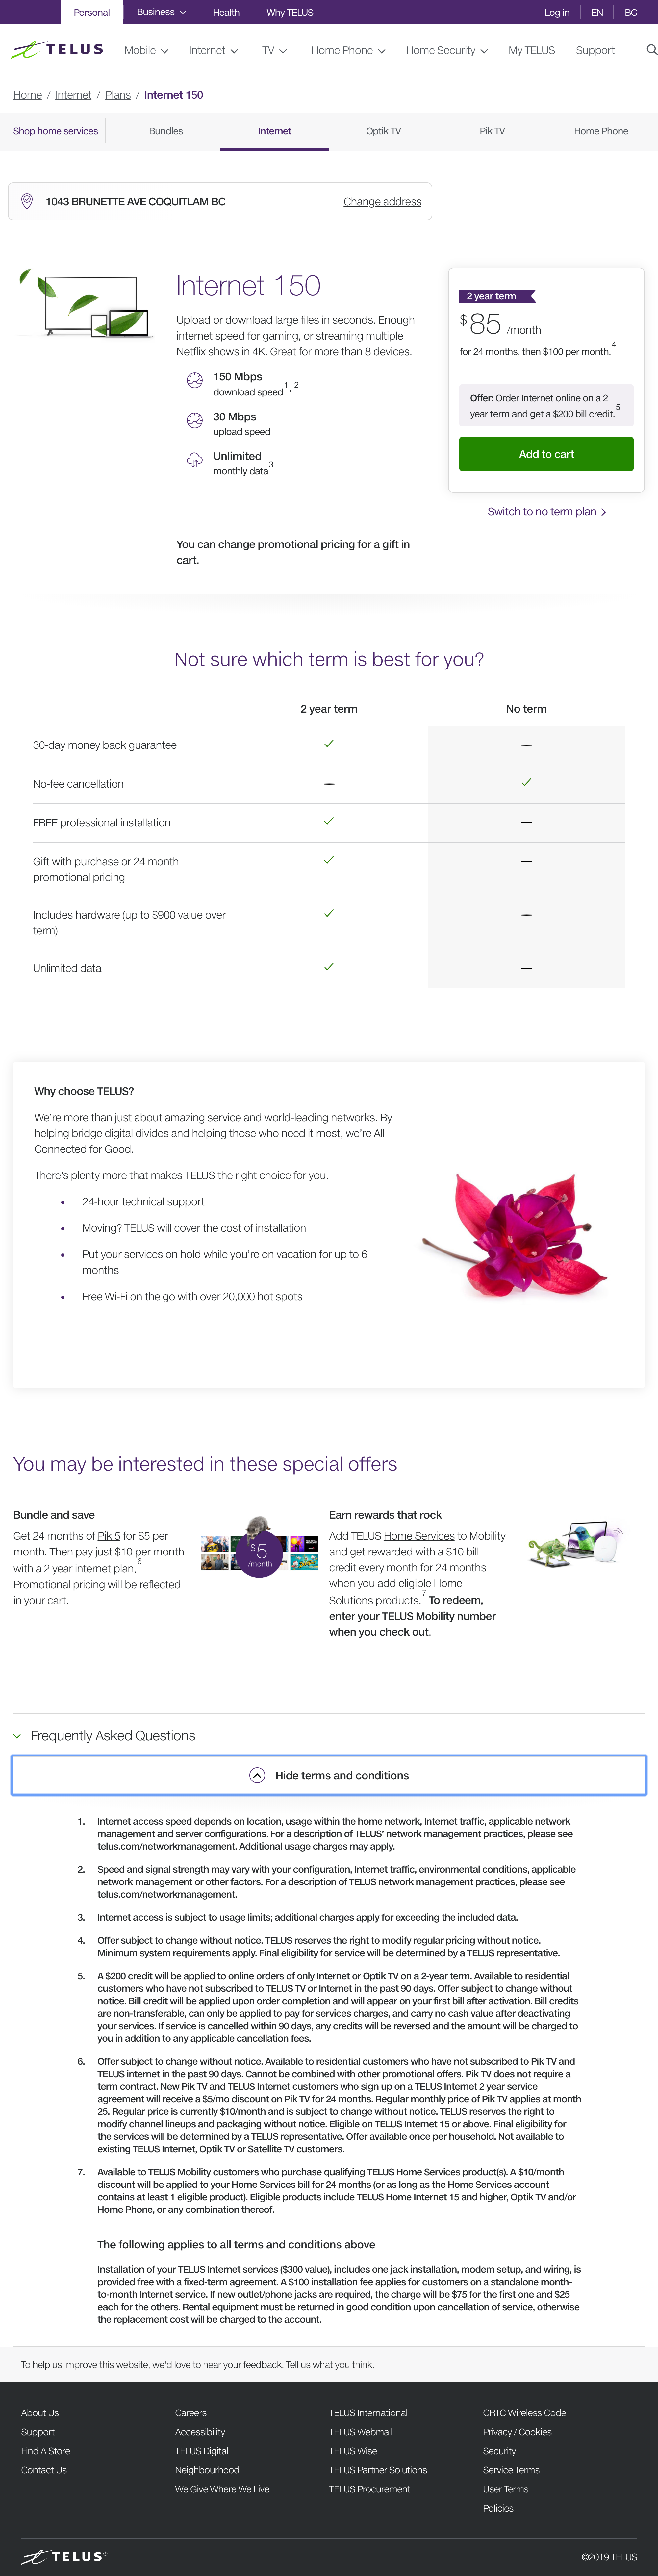 Personal
Business
Health
Why TELUS
Log in
EN
BC
TELUS
Mobile
Internet
TV
Home Phone
Home Security
My TELUS
Support
Home / Internet / Plans / Internet 150
Shop home services
Bundles
Internet
Optik TV
Pik TV
Home Phone
1043 BRUNETTE AVE COQUITLAM BC
Change address
Internet 150
Upload or download large files in seconds. Enough
internet speed for gaming, or streaming multiple
Netflix shows in 4K. Great for more than 8 devices.
150 Mbps
download speed 1, 2
30 Mbps
upload speed
Unlimited
monthly data 3
You can change promotional pricing for a gift in
cart.
2 year term
$85 /month
for 24 months, then $100 per month. 4
Offer: Order Internet online on a 2
year term and get a $200 bill credit. 5
Add to cart
Switch to no term plan
Not sure which term is best for you?
2 year term
No term
30-day money back guarantee
No-fee cancellation
FREE professional installation
Gift with purchase or 24 month
promotional pricing
Includes hardware (up to $900 value over
term)
Unlimited data
Why choose TELUS?
We're more than just about amazing service and world-leading networks. By
helping bridge digital divides and helping those who need it most, we're All
Connected for Good.
There's plenty more that makes TELUS the right choice for you.
• 24-hour technical support
• Moving? TELUS will cover the cost of installation
• Put your services on hold while you're on vacation for up to 6
months
• Free Wi-Fi on the go with over 20,000 hot spots
You may be interested in these special offers
Bundle and save
Get 24 months of Pik 5 for $5 per
month. Then pay just $10 per month
with a 2 year internet plan. 6
Promotional pricing will be reflected
in your cart.
$5
/month
Earn rewards that rock
Add TELUS Home Services to Mobility
and get rewarded with a $10 bill
credit every month for 24 months
when you add eligible Home
Solutions products. 7 To redeem,
enter your TELUS Mobility number
when you check out.
Frequently Asked Questions
Hide terms and conditions
1. Internet access speed depends on location, usage within the home network, Internet traffic, applicable network
management and server configurations. For a description of TELUS' network management practices, please see
telus.com/networkmanagement. Additional usage charges may apply.
2. Speed and signal strength may vary with your configuration, Internet traffic, environmental conditions, applicable
network management or other factors. For a description of TELUS network management practices, please see
telus.com/networkmanagement.
3. Internet access is subject to usage limits; additional charges apply for exceeding the included data.
4. Offer subject to change without notice. TELUS reserves the right to modify regular pricing without notice.
Minimum system requirements apply. Final eligibility for service will be determined by a TELUS representative.
5. A $200 credit will be applied to online orders of only Internet or Optik TV on a 2-year term. Available to residential
customers who have not subscribed to TELUS TV or Internet in the past 90 days. Offer subject to change without
notice. Bill credit will be applied upon order completion and will appear on your first bill after activation. Bill credits
are non-transferable, can only be applied to pay for services charges, and carry no cash value after deactivating
your services. If service is cancelled within 90 days, any credits will be reversed and the amount will be charged to
you in addition to any applicable cancellation fees.
6. Offer subject to change without notice. Available to residential customers who have not subscribed to Pik TV and
TELUS internet in the past 90 days. Cannot be combined with other promotional offers. Pik TV does not require a
term contract. New Pik TV and TELUS Internet customers who sign up on a TELUS Internet 2 year service
agreement will receive a $5/mo discount on Pik TV for 24 months. Regular monthly price of Pik TV applies at month
25. Regular price is currently $10/month and is subject to change without notice. TELUS reserves the right to
modify channel lineups and packaging without notice. Eligible on TELUS Internet 15 or above. Final eligibility for
the services will be determined by a TELUS representative. Offer available once per household. Not available to
existing TELUS Internet, Optik TV or Satellite TV customers.
7. Available to TELUS Mobility customers who purchase qualifying TELUS Home Services product(s). A $10/month
discount will be applied to your Home Services bill for 24 months (or as long as the Home Services account
contains at least 1 eligible product). Eligible products include TELUS Home Internet 15 and higher, Optik TV and/or
Home Phone, or any combination thereof.
The following applies to all terms and conditions above
Installation of your TELUS Internet services ($300 value), includes one jack installation, modem setup, and wiring, is
provided free with a fixed-term agreement. A $100 installation fee applies for customers on a standalone month-
to-month Internet service. If new outlet/phone jacks are required, the charge will be $75 for the first one and $25
each for the others. Rental equipment must be returned in good condition upon cancellation of service, otherwise
the replacement cost will be charged to the account.
To help us improve this website, we'd love to hear your feedback. Tell us what you think.
About Us
Support
Find A Store
Contact Us
Careers
Accessibility
TELUS Digital
Neighbourhood
We Give Where We Live
TELUS International
TELUS Webmail
TELUS Wise
TELUS Partner Solutions
TELUS Procurement
CRTC Wireless Code
Privacy / Cookies
Security
Service Terms
User Terms
Policies
TELUS®
©2019 TELUS